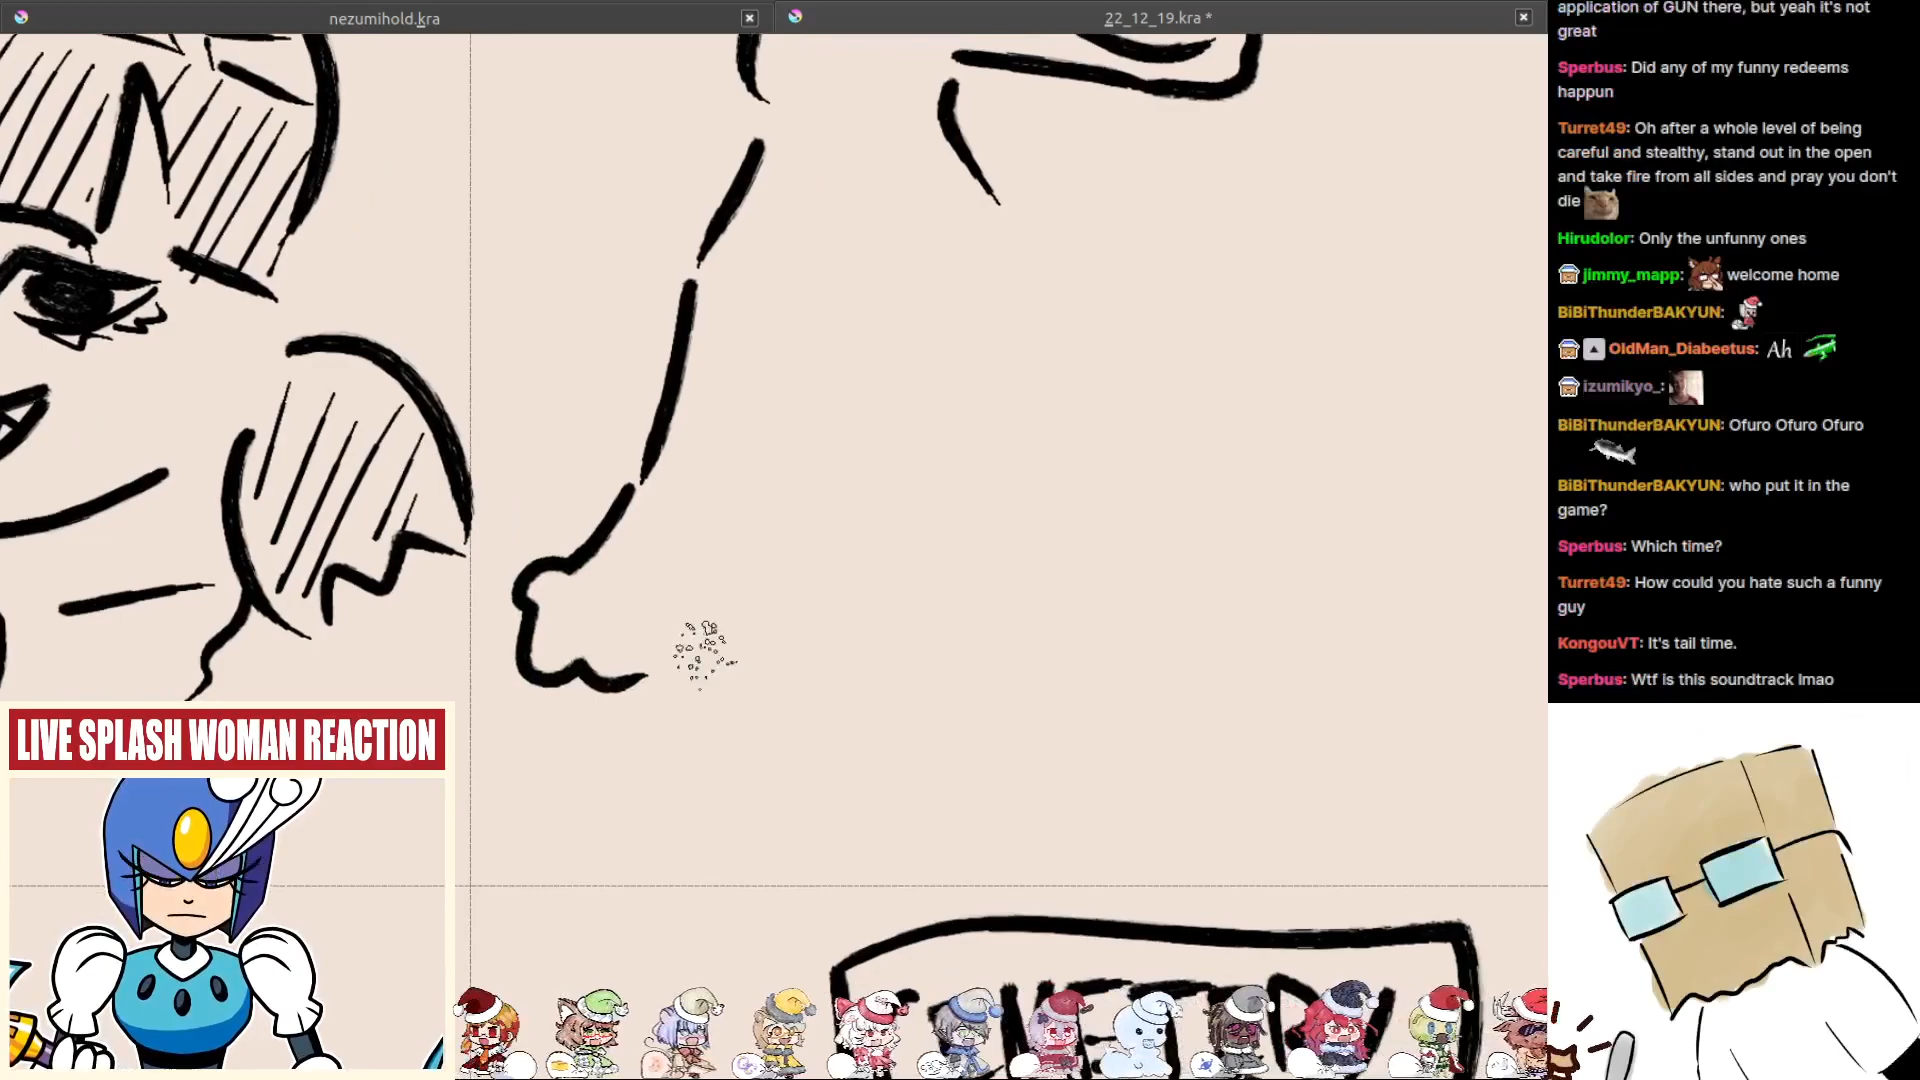 nezumihold.kra
22_12_19.kra *
application of GUN there, but yeah it's not
great
Sperbus: Did any of my funny redeems
happun
Turret49: Oh after a whole level of being
careful and stealthy, stand out in the open
and take fire from all sides and pray you don't
die
Hirudolor: Only the unfunny ones
jimmy_mapp: welcome home
BiBiThunderBAKYUN:
OldMan_Diabeetus: Ah
izumikyo_:
BiBiThunderBAKYUN: Ofuro Ofuro Ofuro
BiBiThunderBAKYUN: who put it in the
game?
Sperbus: Which time?
Turret49: How could you hate such a funny
guy
KongouVT: It's tail time.
Sperbus: Wtf is this soundtrack lmao
LIVE SPLASH WOMAN REACTION